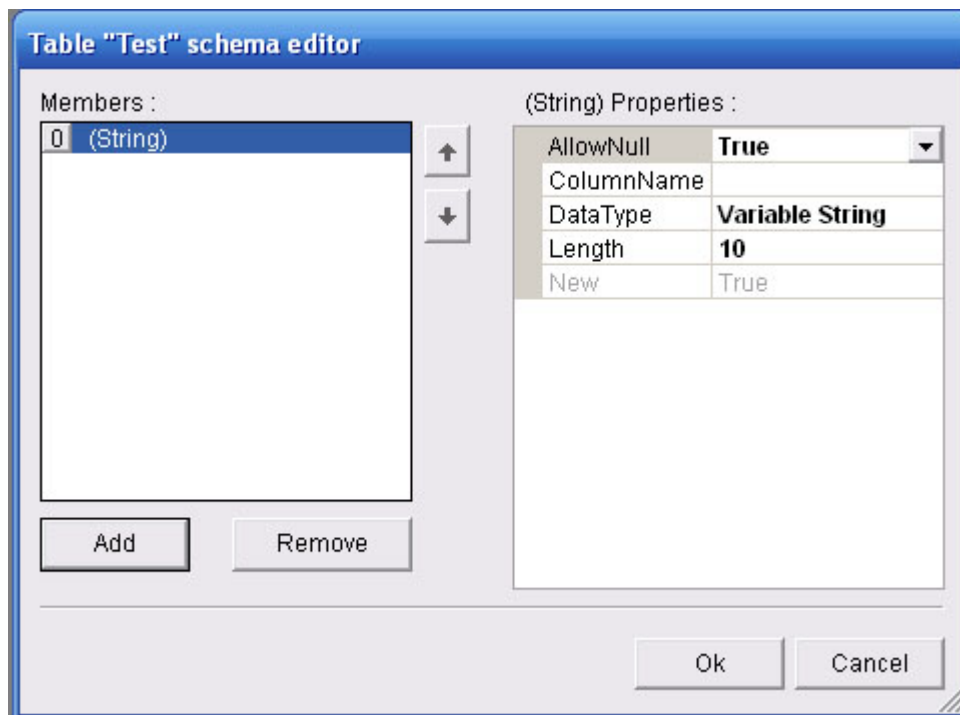 Table "Test" schema editor
Members :
0 (String)
Add
Remove
(String) Properties :
AllowNull True
ColumnName
DataType Variable String
Length 10
New True
Ok
Cancel